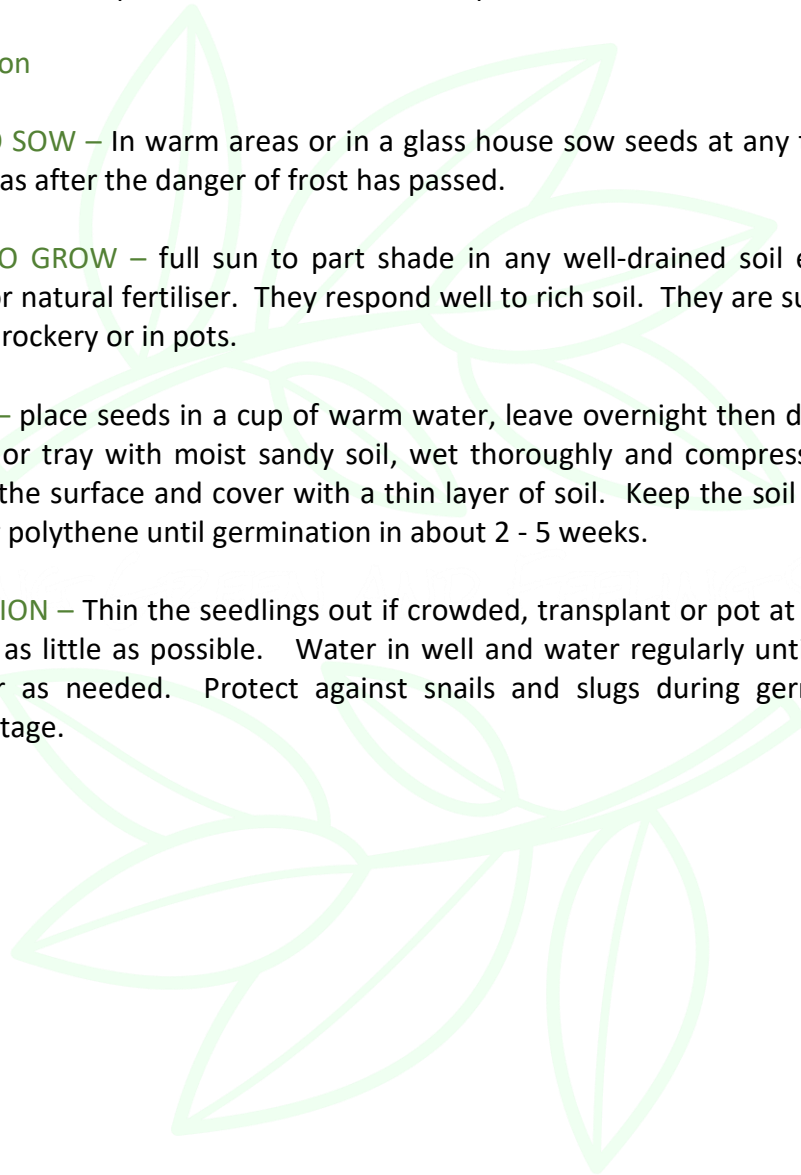 on
SOW – In warm areas or in a glass house sow seeds at any
as after the danger of frost has passed.
O GROW – full sun to part shade in any well-drained soil
or natural fertiliser. They respond well to rich soil. They are su
rockery or in pots.
– place seeds in a cup of warm water, leave overnight then d
or tray with moist sandy soil, wet thoroughly and compress
the surface and cover with a thin layer of soil. Keep the soil
polythene until germination in about 2 - 5 weeks.
ION – Thin the seedlings out if crowded, transplant or pot at
as little as possible. Water in well and water regularly unti
r as needed. Protect against snails and slugs during ger
tage.